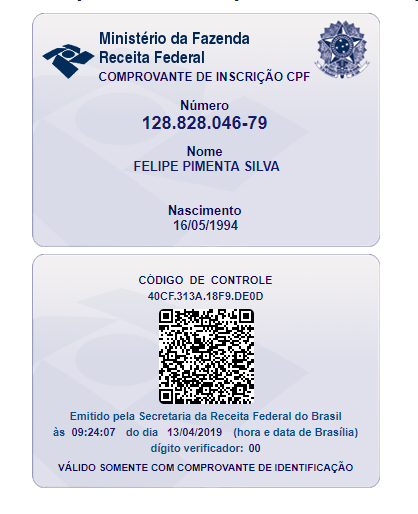 Ministério da Fazenda
Receita Federal
COMPROVANTE DE INSCRIÇÃO CPF
Número
128.828.046-79
Nome
FELIPE PIMENTA SILVA
Nascimento
16/05/1994
CÓDIGO DE CONTROLE
40CF.313A.18F9.DE0D
Emitido pela Secretaria da Receita Federal do Brasil
às 09:24:07 do dia 13/04/2019 (hora e data de Brasília)
dígito verificador: 00
VÁLIDO SOMENTE COM COMPROVANTE DE IDENTIFICAÇÃO